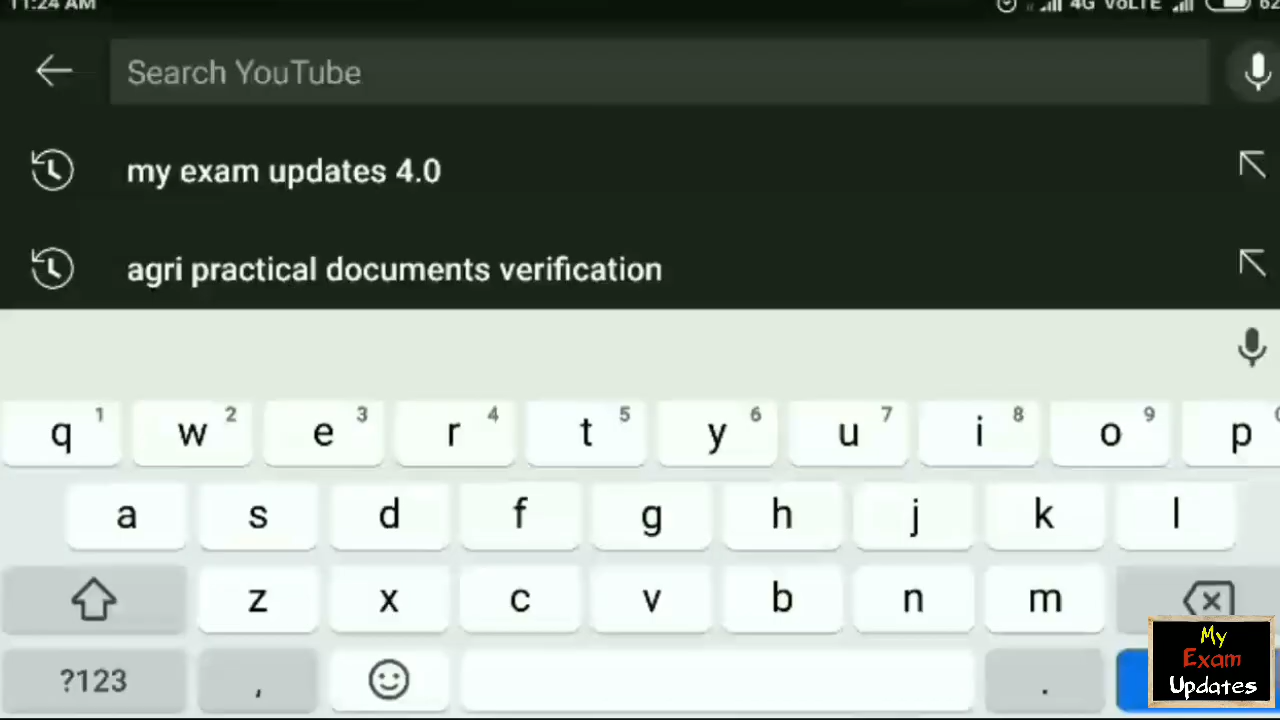 11:24 AM 4G VoLTE 62
Search YouTube
my exam updates 4.0
agri practical documents verification
q 1 w 2 e 3 r 4 t 5 y 6 u 7 i 8 o 9 p
a s d f g h j k l
z x c v b n m
?123 , .
My
Exam
Updates